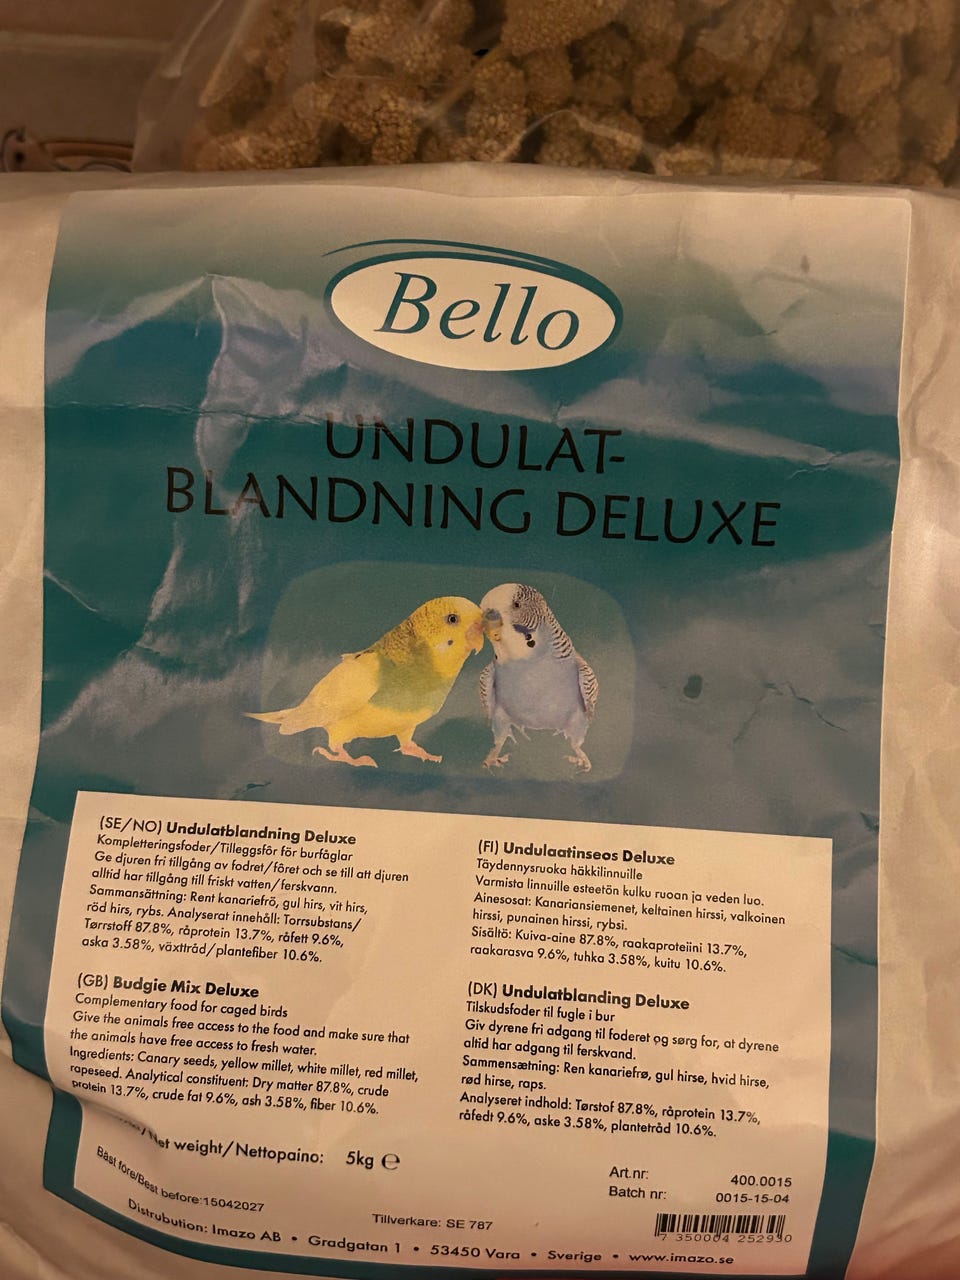 Bello
UNDULAT-
BLANDNING DELUXE
(SE/NO) Undulatblandning Deluxe
Kompletteringsfoder/Tilleggsfôr för burfåglar
Ge djuren fri tillgång av fodret/fôret och se till att djuren
alltid har tillgång till friskt vatten/ferskvann.
Sammansättning: Rent kanariefrö, gul hirs, vit hirs,
röd hirs, rybs. Analyserat innehåll: Torrsubstans/
Tørrstoff 87.8%, råprotein 13.7%, råfett 9.6%,
aska 3.58%, växttråd/plantefiber 10.6%.
(GB) Budgie Mix Deluxe
Complementary food for caged birds
Give the animals free access to the food and make sure that
the animals have free access to fresh water.
Ingredients: Canary seeds, yellow millet, white millet, red millet,
rapeseed. Analytical constituent: Dry matter 87.8%, crude
protein 13.7%, crude fat 9.6%, ash 3.58%, fiber 10.6%.
(FI) Undulaatinseos Deluxe
Täydennysruoka häkkilinnuille
Varmista linnuille esteetön kulku ruoan ja veden luo.
Ainesosat: Kanariansiemenet, keltainen hirssi, valkoinen
hirssi, punainen hirssi, rybsi.
Sisältö: Kuiva-aine 87.8%, raakaproteiini 13.7%,
raakarasva 9.6%, tuhka 3.58%, kuitu 10.6%.
(DK) Undulatblanding Deluxe
Tilskudsfoder til fugle i bur
Giv dyrene fri adgang til foderet og sørg for, at dyrene
altid har adgang til ferskvand.
Sammensætning: Ren kanariefrø, gul hirse, hvid hirse,
rød hirse, raps.
Analyseret indhold: Tørstof 87.8%, råprotein 13.7%,
råfedt 9.6%, aske 3.58%, plantetråd 10.6%.
/Net weight/Nettopaino: 5kg ℮
Bäst före/Best before:15042027
Tillverkare: SE 787
Art.nr: 400.0015
Batch nr: 0015-15-04
7 350004 252930
Distrubution: Imazo AB • Gradgatan 1 • 53450 Vara • Sverige • www.imazo.se